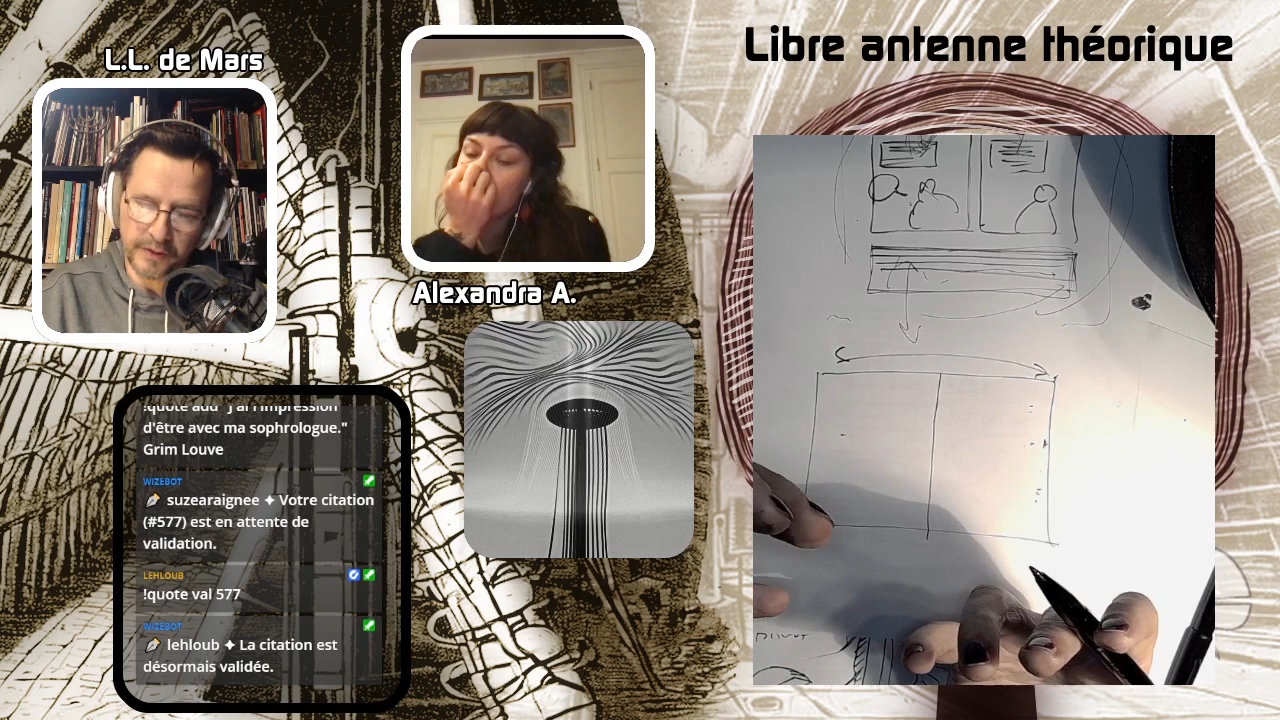 L.L. de Mars
Libre antenne théorique
Alexandra A.
!quote add "J'ai l'impression
d'être avec ma sophrologue."
Grim Louve
WIZEBOT
suzearaignee ✦ Votre citation
(#577) est en attente de
validation.
LEHLOUB
!quote val 577
WIZEBOT
lehloub ✦ La citation est
désormais validée.